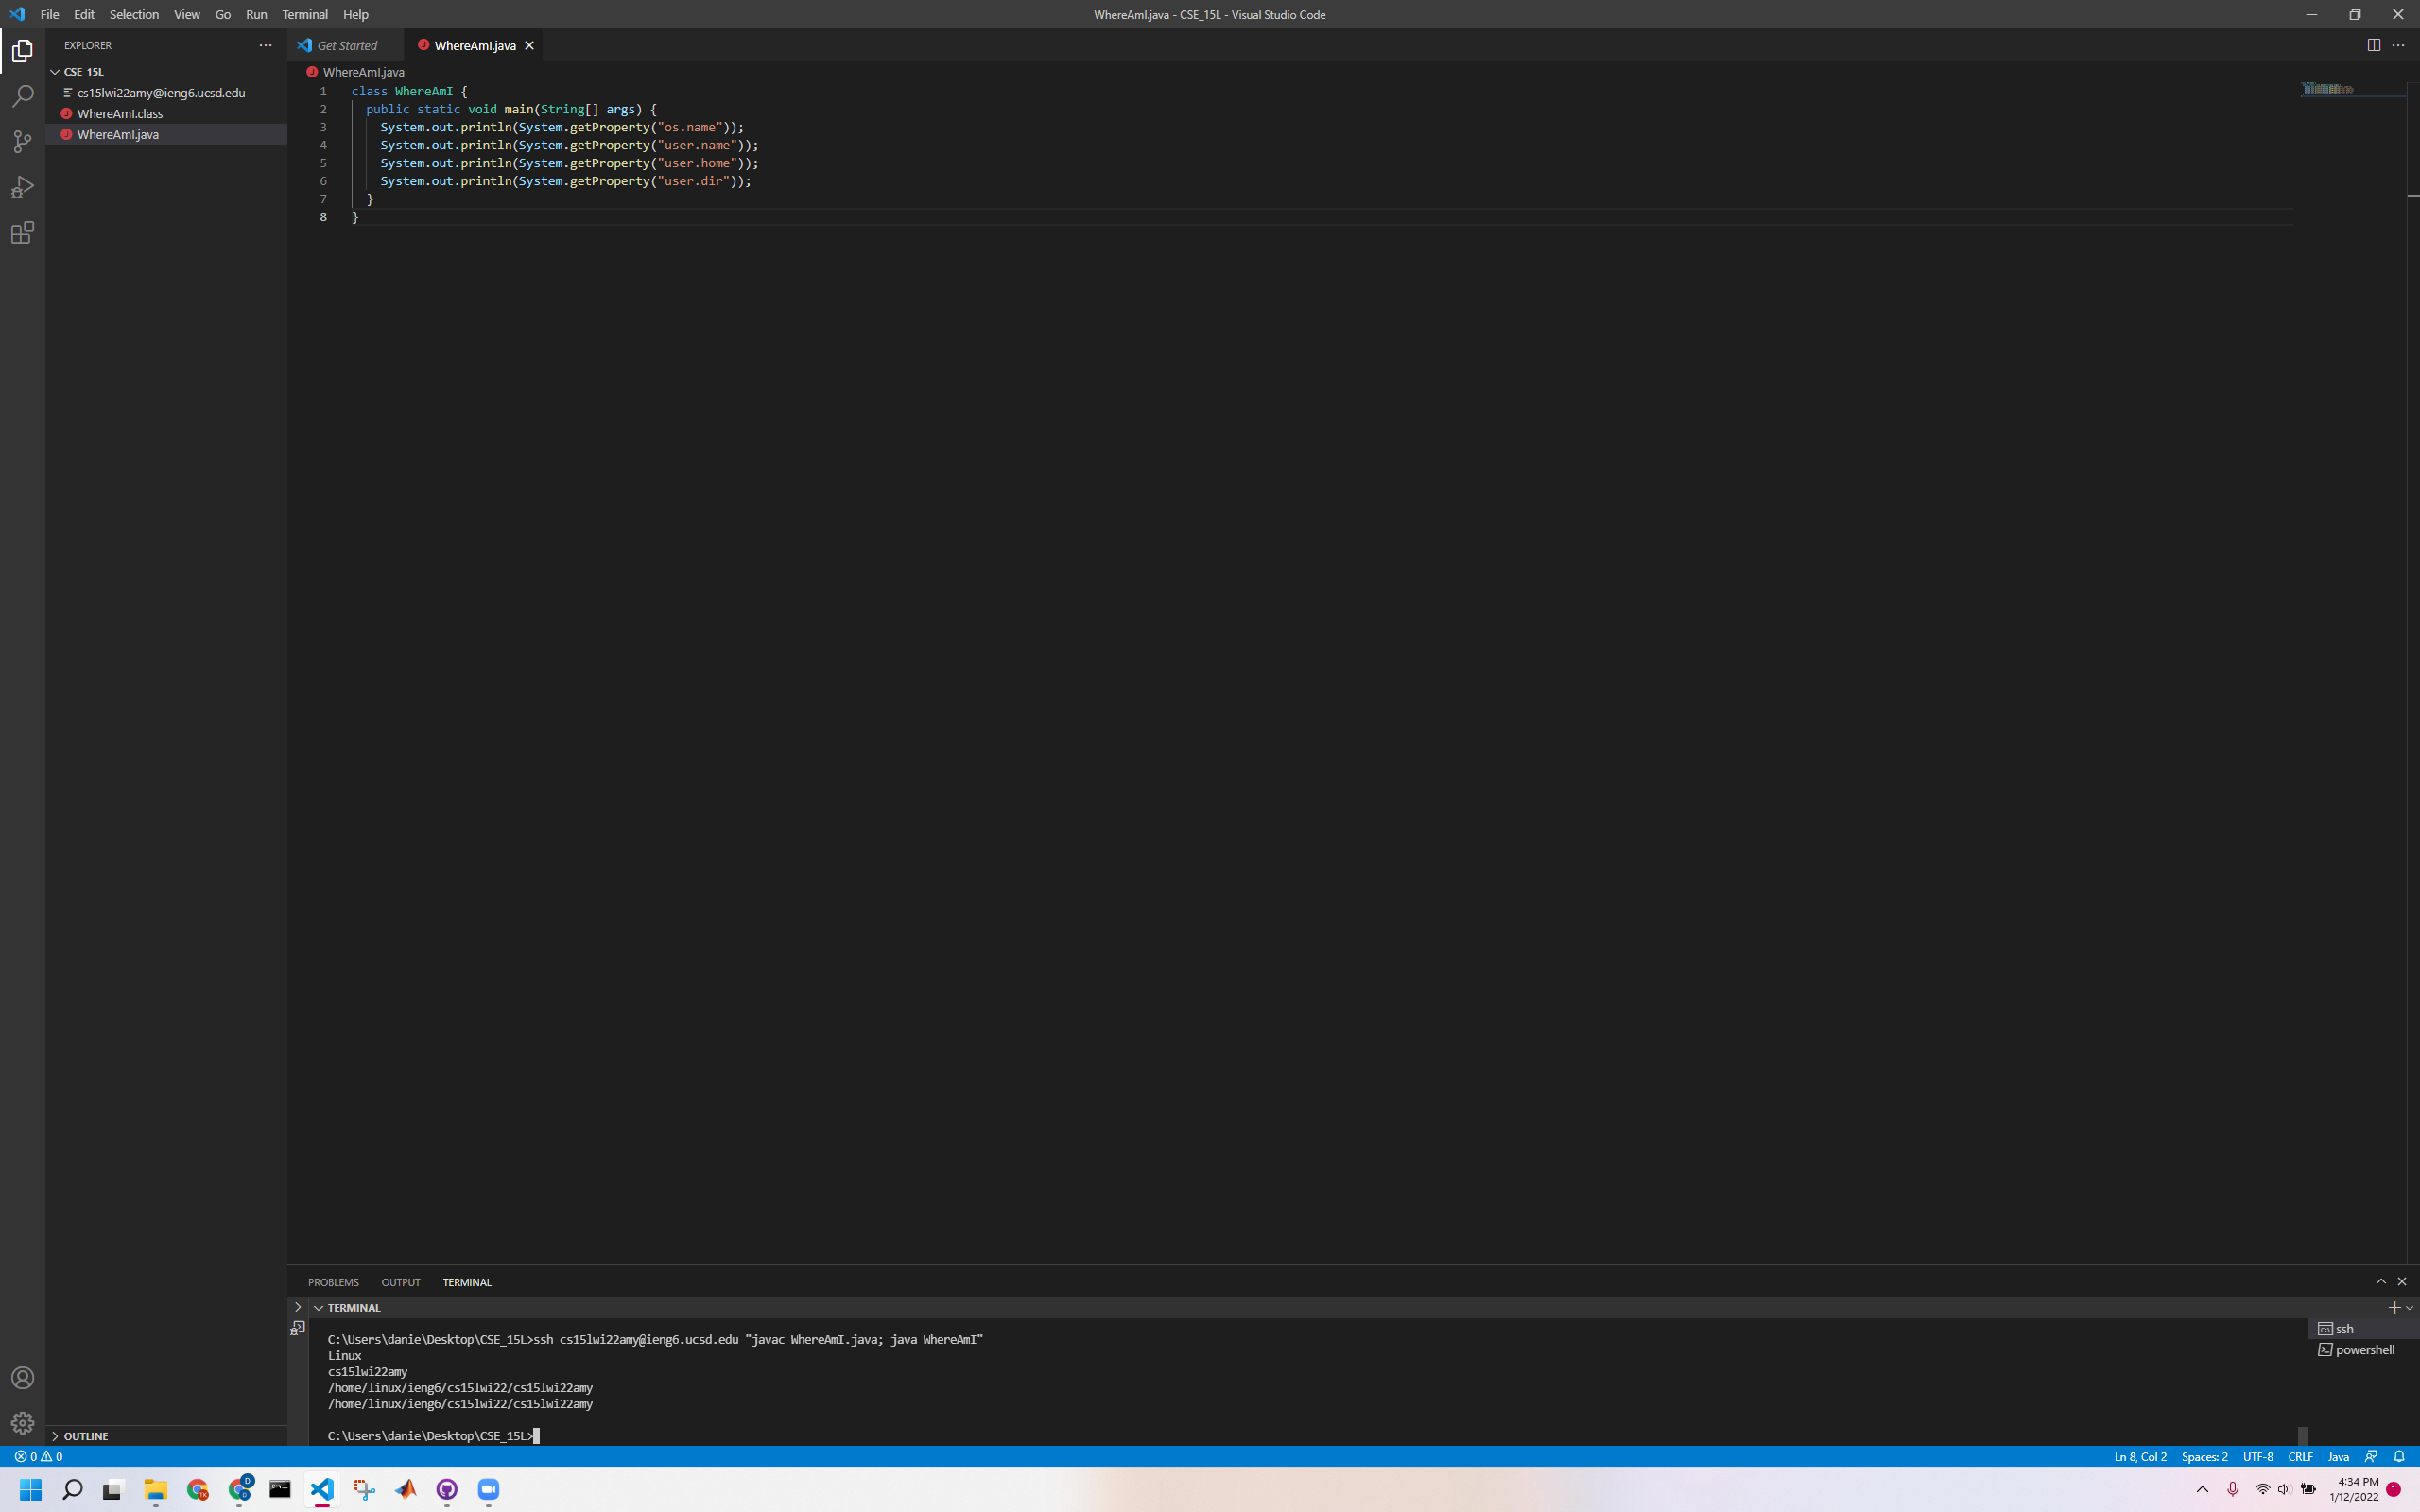 File Edit Selection View Go Run Terminal Help
WhereAmI.java - CSE_15L - Visual Studio Code
EXPLORER
CSE_15L
cs15lwi22amy@ieng6.ucsd.edu
WhereAmI.class
WhereAmI.java
OUTLINE
Get Started
WhereAmI.java
WhereAmI.java
1 class WhereAmI {
2 public static void main(String[] args) {
3 System.out.println(System.getProperty("os.name"));
4 System.out.println(System.getProperty("user.name"));
5 System.out.println(System.getProperty("user.home"));
6 System.out.println(System.getProperty("user.dir"));
7 }
8 }
PROBLEMS OUTPUT TERMINAL
TERMINAL
C:\Users\danie\Desktop\CSE_15L>ssh cs15lwi22amy@ieng6.ucsd.edu "javac WhereAmI.java; java WhereAmI"
Linux
cs15lwi22amy
/home/linux/ieng6/cs15lwi22/cs15lwi22amy
/home/linux/ieng6/cs15lwi22/cs15lwi22amy
C:\Users\danie\Desktop\CSE_15L>
ssh
powershell
0 0
Ln 8, Col 2 Spaces: 2 UTF-8 CRLF Java
4:34 PM
1/12/2022
1